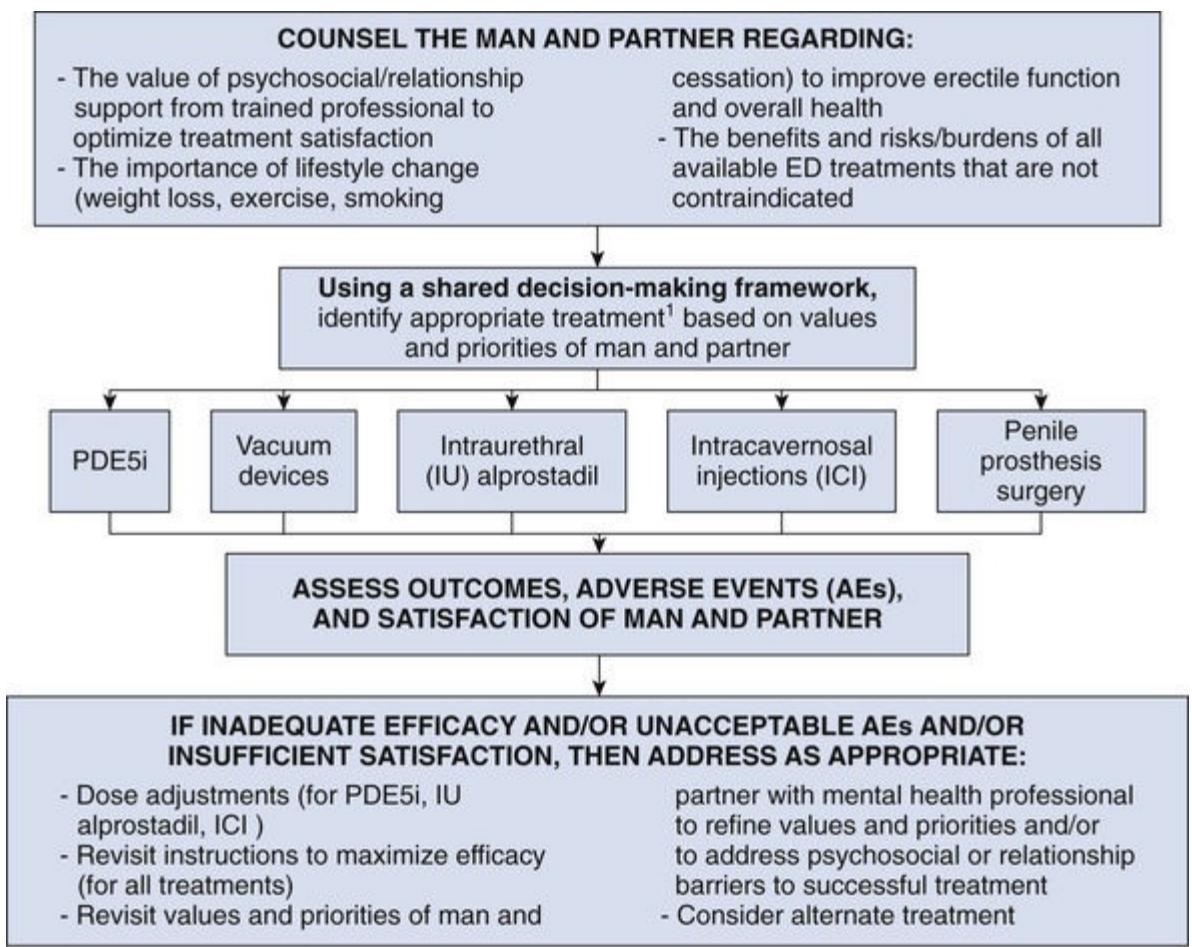 COUNSEL THE MAN AND PARTNER REGARDING:
- The value of psychosocial/relationship
support from trained professional to
optimize treatment satisfaction
- The importance of lifestyle change
(weight loss, exercise, smoking
cessation) to improve erectile function
and overall health
- The benefits and risks/burdens of all
available ED treatments that are not
contraindicated
Using a shared decision-making framework,
identify appropriate treatment¹ based on values
and priorities of man and partner
PDE5i
Vacuum
devices
Intraurethral
(IU) alprostadil
Intracavernosal
injections (ICI)
Penile
prosthesis
surgery
ASSESS OUTCOMES, ADVERSE EVENTS (AEs),
AND SATISFACTION OF MAN AND PARTNER
IF INADEQUATE EFFICACY AND/OR UNACCEPTABLE AEs AND/OR
INSUFFICIENT SATISFACTION, THEN ADDRESS AS APPROPRIATE:
- Dose adjustments (for PDE5i, IU
alprostadil, ICI )
- Revisit instructions to maximize efficacy
(for all treatments)
- Revisit values and priorities of man and
partner with mental health professional
to refine values and priorities and/or
to address psychosocial or relationship
barriers to successful treatment
- Consider alternate treatment